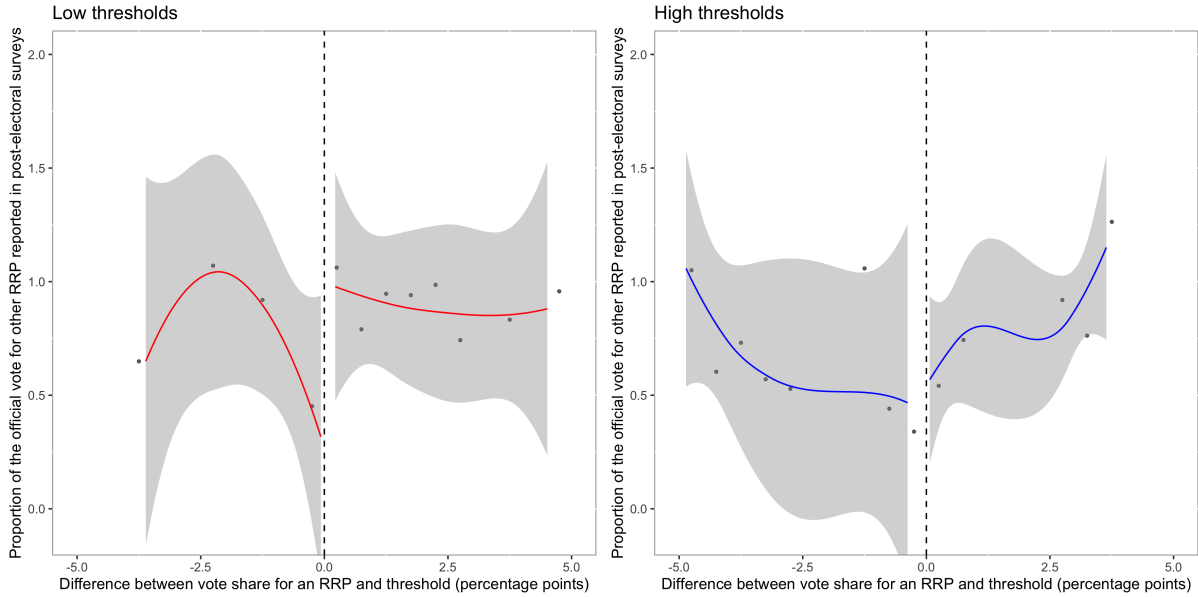 Low thresholds
Proportion of the official vote for other RRP reported in post-electoral surveys
2.0
1.5
1.0
0.5
0.0
-5.0 -2.5 0.0 2.5 5.0
Difference between vote share for an RRP and threshold (percentage points)
High thresholds
Proportion of the official vote for other RRP reported in post-electoral surveys
2.0
1.5
1.0
0.5
0.0
-5.0 -2.5 0.0 2.5 5.0
Difference between vote share for an RRP and threshold (percentage points)